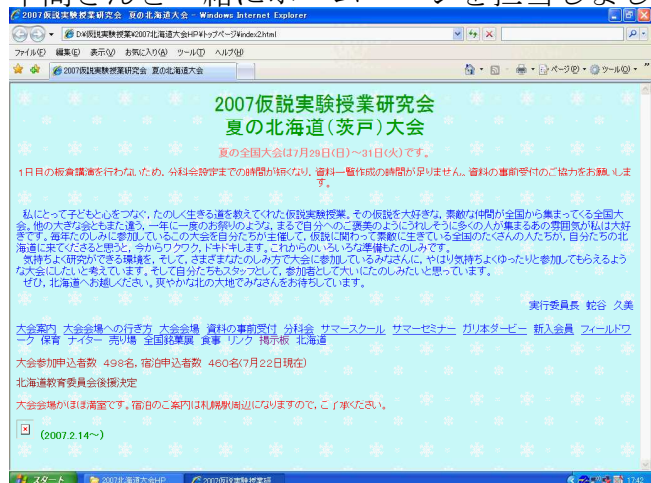 2007仮説実験授業研究会 夏の北海道大会 - Windows Internet Explorer
D:¥仮説実験授業¥2007北海道大会HP¥トップページ¥index2.html
ファイル(F) 編集(E) 表示(V) お気に入り(A) ツール(T) ヘルプ(H)
2007仮説実験授業研究会 夏の北海道大会
ページ(P) ツール(O)
2007仮説実験授業研究会
夏の北海道(茨戸)大会
夏の全国大会は7月29日(日)~31日(火)です。
1日目の板倉講演を行わないため、分科会設定までの時間が短くなり、資料一覧作成の時間が足りません。資料の事前受付のご協力をお願いしま
す。
私にとって子どもと心をつなぐ、たのしく生きる道を教えてくれた仮説実験授業。その仮説を大好きな、素敵な仲間が全国から集まってくる全国大
会。他の大きな会ともまた違う、一年に一度のお祭りのような、まるで自分へのご褒美のようにうれしそうに多くの人が集まるあの雰囲気が私は大好
きです。毎年たのしみに参加しているこの大会を自分たちが主催して、仮説に関わって素敵に生きている全国のたくさんの人たちが、自分たちの北
海道に来てくださると思うと、今からワクワク、ドキドキします。これからのいろいろな準備もたのしみです。
気持ちよく研究ができる環境を、そして、さまざまなたのしみ方で大会に参加しているみなさんに、やはり気持ちよくゆったりと参加してもらえるよう
な大会にしたいと考えています。そして自分たちもスタッフとして、参加者として大いにたのしみたいと思っています。
ぜひ、北海道へお越しください。爽やかな北の大地でみなさんをお待ちしています。
実行委員長 蛇谷 久美
大会案内 大会会場への行き方 大会会場 資料の事前受付 分科会 サマースクール サマーセミナー ガリ本ダービー 新入会員 フィールドワ
ーク 保育 ナイター 売り場 全国銘菓展 食事 リンク 掲示板 北海道
大会参加申込者数 498名, 宿泊申込者数 460名(7月22日現在)
北海道教育委員会後援決定
大会会場がほぼ満室です。宿泊のご案内は札幌駅周辺になりますので、ご了承ください。
(2007.2.14~)
スタート 2007北海道大会HP 2007仮説実験授業研
17:42